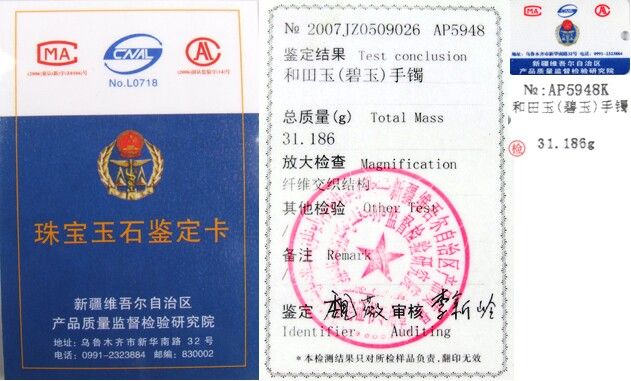 MA
CNAL
AL
No.L0718
珠宝玉石鉴定卡
新疆维吾尔自治区
产品质量监督检验研究院
地址：乌鲁木齐市新华南路 32 号
电话：0991-2323884 邮编：830002
№ 2007JZ0509026 AP5948
鉴定结果 Test conclusion
和田玉(碧玉)手镯
总质量(g) Total Mass
31.186
放大检查 Magnification
纤维交织结构
其他检验 Other Test
/
备注 Remark
/
鉴定 审核 李新岭
Identifier Auditing
*本检测结果只对所检样品负责,翻印无效
新疆维吾尔自治区
产品质量监督检验研究院
№:AP5948K
和田玉(碧玉)手镯
检 31.186g